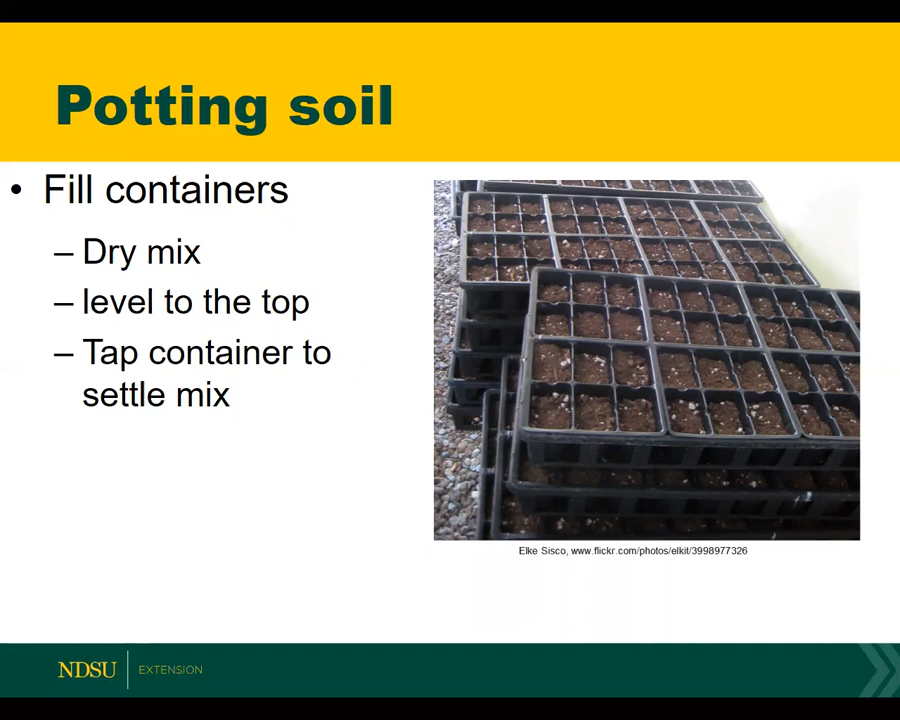 Potting soil
• Fill containers
– Dry mix
– level to the top
– Tap container to
settle mix
Elke Sisco, www.flickr.com/photos/elkit/3998977326
NDSU EXTENSION